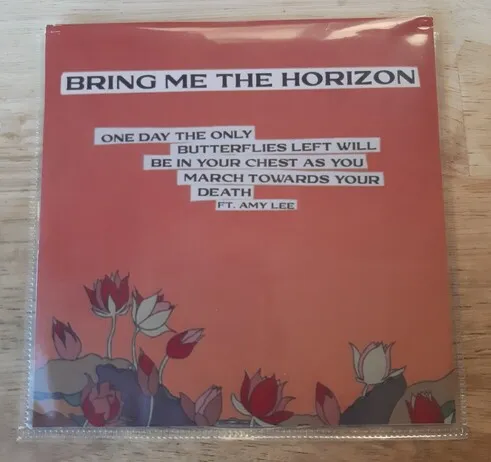 BRING ME THE HORIZON
ONE DAY THE ONLY
BUTTERFLIES LEFT WILL
BE IN YOUR CHEST AS YOU
MARCH TOWARDS YOUR
DEATH
FT. AMY LEE